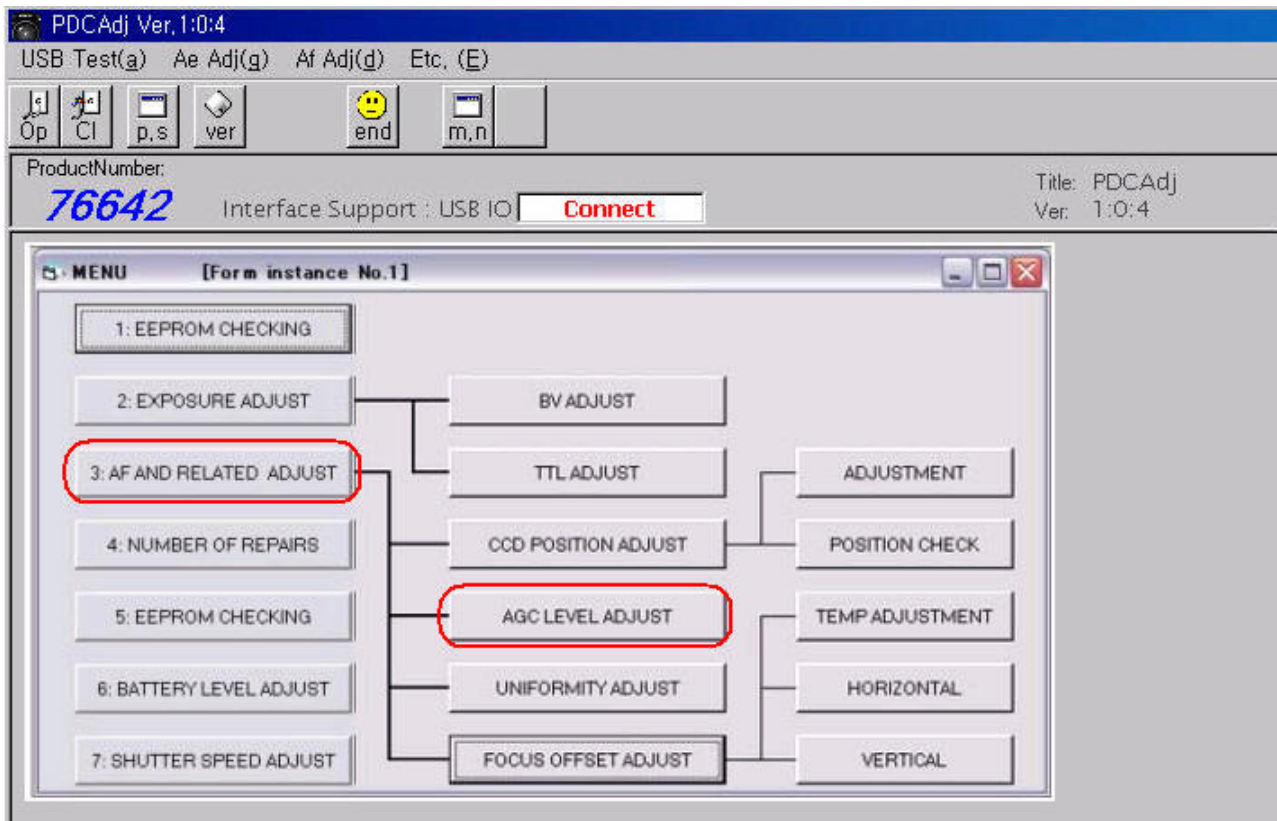 PDCAdj Ver,1:0:4
USB Test(a) Ae Adj(g) Af Adj(d) Etc, (E)
Op Cl p,s ver end m,n
ProductNumber:
76642 Interface Support : USB IO Connect
Title: PDCAdj
Ver: 1:0:4
MENU [Form instance No.1]
1: EEPROM CHECKING
2: EXPOSURE ADJUST BV ADJUST
3: AF AND RELATED ADJUST TTL ADJUST ADJUSTMENT
4: NUMBER OF REPAIRS CCD POSITION ADJUST POSITION CHECK
5: EEPROM CHECKING AGC LEVEL ADJUST TEMP ADJUSTMENT
6: BATTERY LEVEL ADJUST UNIFORMITY ADJUST HORIZONTAL
7: SHUTTER SPEED ADJUST FOCUS OFFSET ADJUST VERTICAL